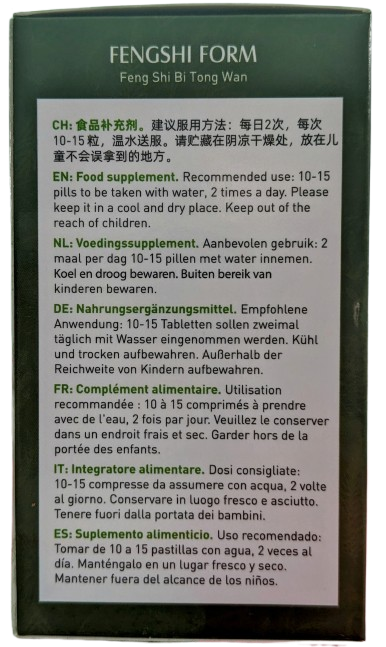 FENGSHI FORM
Feng Shi Bi Tong Wan
CH: 食品补充剂。建议服用方法：每日2次，每次
10-15 粒，温水送服。请贮藏在阴凉干燥处，放在儿
童不会误拿到的地方。
EN: Food supplement. Recommended use: 10-15
pills to be taken with water, 2 times a day. Please
keep it in a cool and dry place. Keep out of the
reach of children.
NL: Voedingssupplement. Aanbevolen gebruik: 2
maal per dag 10-15 pillen met water innemen.
Koel en droog bewaren. Buiten bereik van
kinderen bewaren.
DE: Nahrungsergänzungsmittel. Empfohlene
Anwendung: 10-15 Tabletten sollen zweimal
täglich mit Wasser eingenommen werden. Kühl
und trocken aufbewahren. Außerhalb der
Reichweite von Kindern aufbewahren.
FR: Complément alimentaire. Utilisation
recommandée : 10 à 15 comprimés à prendre
avec de l'eau, 2 fois par jour. Veuillez le conserver
dans un endroit frais et sec. Garder hors de la
portée des enfants.
IT: Integratore alimentare. Dosi consigliate:
10-15 compresse da assumere con acqua, 2 volte
al giorno. Conservare in luogo fresco e asciutto.
Tenere fuori dalla portata dei bambini.
ES: Suplemento alimenticio. Uso recomendado:
Tomar de 10 a 15 pastillas con agua, 2 veces al
día. Manténgalo en un lugar fresco y seco.
Mantener fuera del alcance de los niños.